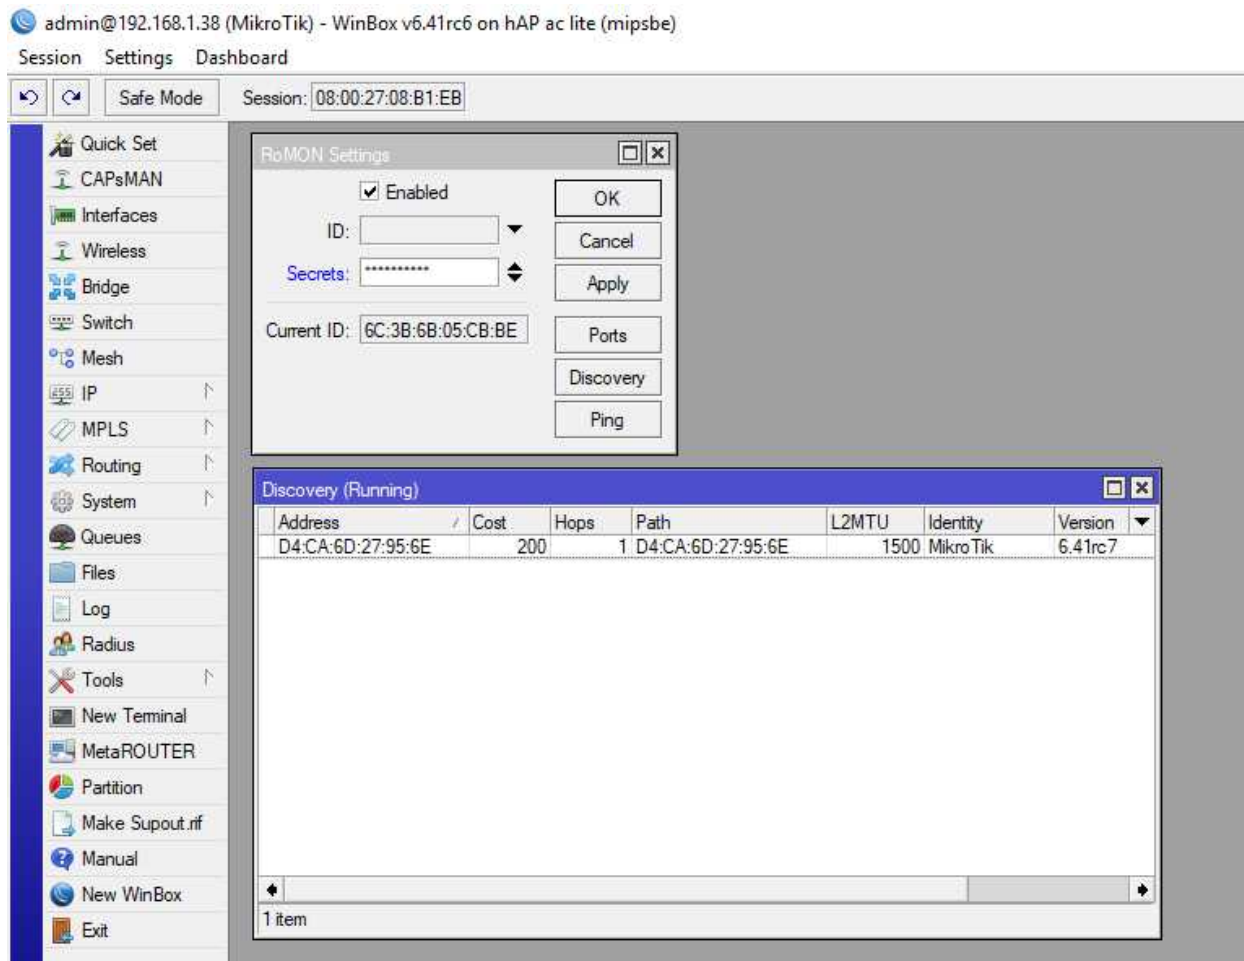 admin@192.168.1.38 (MikroTik) - WinBox v6.41rc6 on hAP ac lite (mipsbe)
Session Settings Dashboard
Safe Mode Session: 08:00:27:08:B1:EB
Quick Set
CAPsMAN
Interfaces
Wireless
Bridge
Switch
Mesh
255 IP
MPLS
Routing
System
Queues
Files
Log
Radius
Tools
New Terminal
MetaROUTER
Partition
Make Supout.rif
Manual
New WinBox
Exit
RoMON Settings
Enabled
ID:
Secrets: **********
Current ID: 6C:3B:6B:05:CB:BE
OK
Cancel
Apply
Ports
Discovery
Ping
Discovery (Running)
Address Cost Hops Path L2MTU Identity Version
D4:CA:6D:27:95:6E 200 1 D4:CA:6D:27:95:6E 1500 MikroTik 6.41rc7
1 item